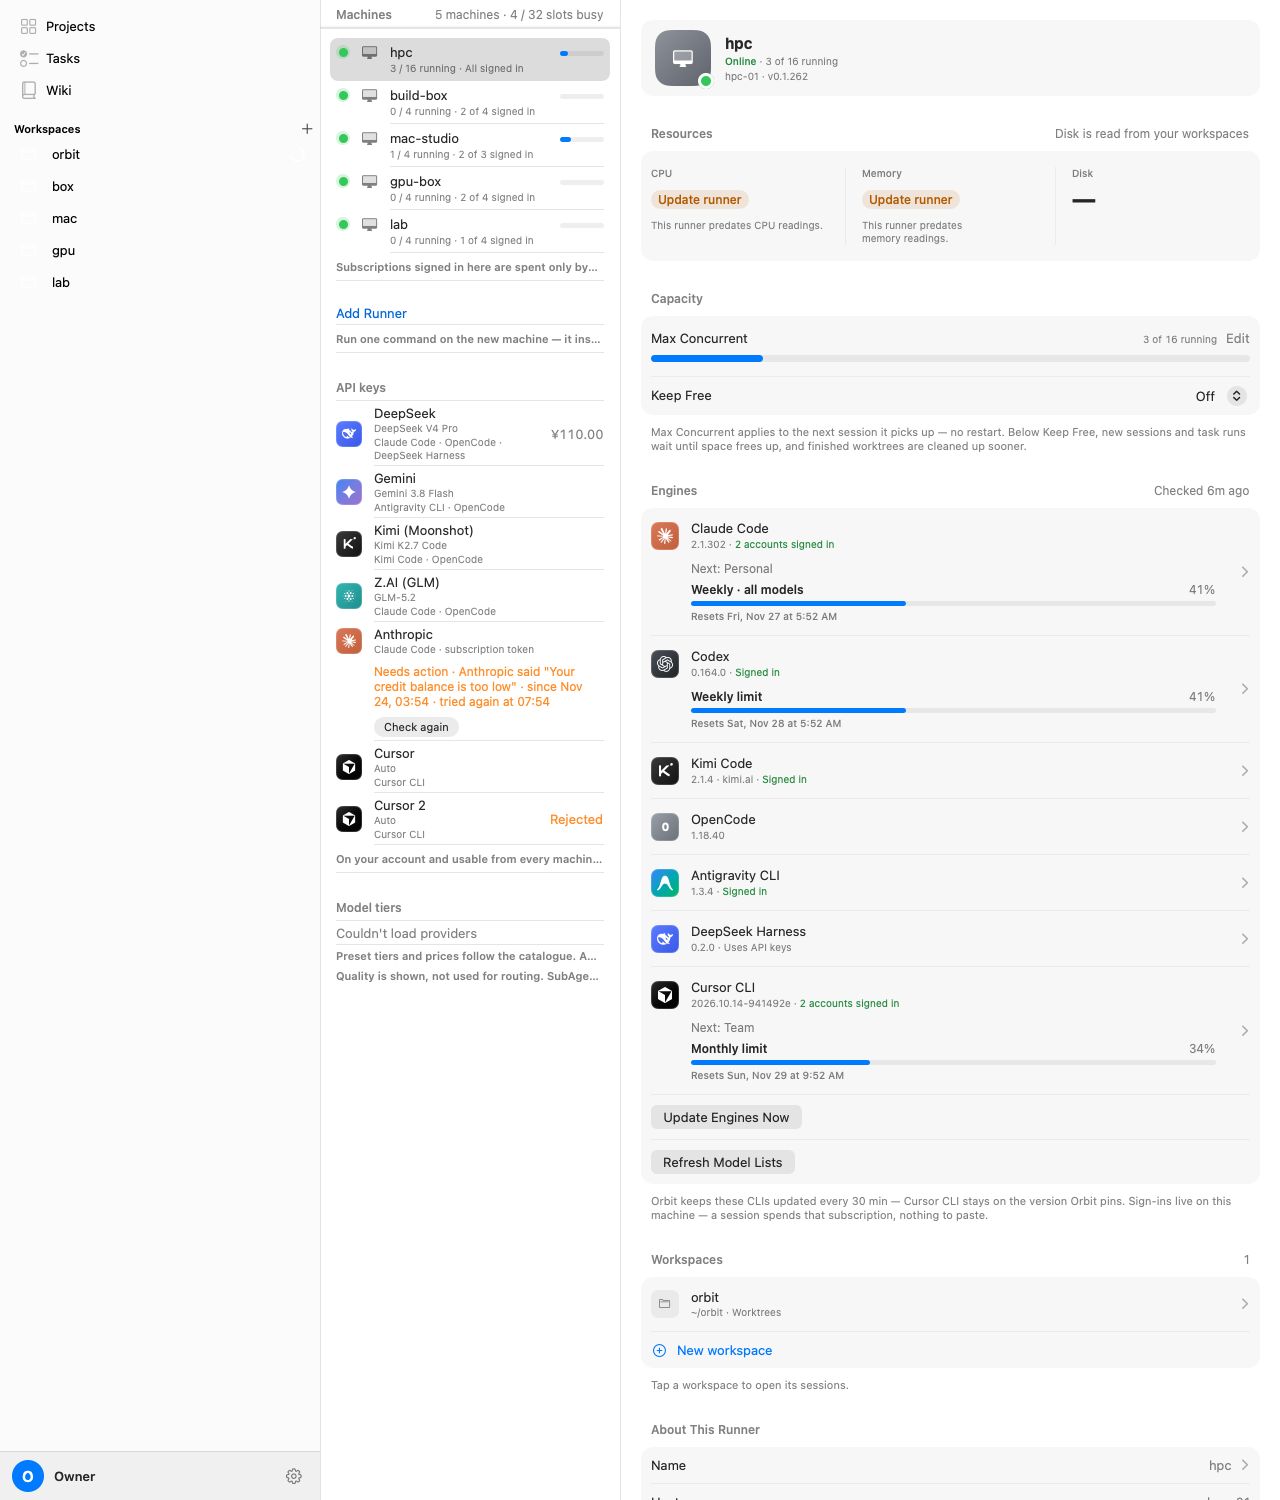 Projects
Tasks
Wiki
Workspaces
orbit
box
mac
gpu
lab
Owner
Machines
5 machines · 4 / 32 slots busy
hpc
3 / 16 running · All signed in
build-box
0 / 4 running · 2 of 4 signed in
mac-studio
1 / 4 running · 2 of 3 signed in
gpu-box
0 / 4 running · 2 of 4 signed in
lab
0 / 4 running · 1 of 4 signed in
Subscriptions signed in here are spent only by...
Add Runner
Run one command on the new machine — it ins...
API keys
DeepSeek
DeepSeek V4 Pro
Claude Code · OpenCode ·
DeepSeek Harness
¥110.00
Gemini
Gemini 3.8 Flash
Antigravity CLI · OpenCode
Kimi (Moonshot)
Kimi K2.7 Code
Kimi Code · OpenCode
Z.AI (GLM)
GLM-5.2
Claude Code · OpenCode
Anthropic
Claude Code · subscription token
Needs action · Anthropic said "Your
credit balance is too low" · since Nov
24, 03:54 · tried again at 07:54
Check again
Cursor
Auto
Cursor CLI
Cursor 2
Auto
Cursor CLI
Rejected
On your account and usable from every machin...
Model tiers
Couldn't load providers
Preset tiers and prices follow the catalogue. A...
Quality is shown, not used for routing. SubAge...
hpc
Online · 3 of 16 running
hpc-01 · v0.1.262
Resources
Disk is read from your workspaces
CPU
Update runner
This runner predates CPU readings.
Memory
Update runner
This runner predates
memory readings.
Disk
—
Capacity
Max Concurrent
3 of 16 running Edit
Keep Free
Off
Max Concurrent applies to the next session it picks up — no restart. Below Keep Free, new sessions and task runs
wait until space frees up, and finished worktrees are cleaned up sooner.
Engines
Checked 6m ago
Claude Code
2.1.302 · 2 accounts signed in
Next: Personal
Weekly · all models
41%
Resets Fri, Nov 27 at 5:52 AM
Codex
0.164.0 · Signed in
Weekly limit
41%
Resets Sat, Nov 28 at 5:52 AM
Kimi Code
2.1.4 · kimi.ai · Signed in
OpenCode
1.18.40
Antigravity CLI
1.3.4 · Signed in
DeepSeek Harness
0.2.0 · Uses API keys
Cursor CLI
2026.10.14-941492e · 2 accounts signed in
Next: Team
Monthly limit
34%
Resets Sun, Nov 29 at 9:52 AM
Update Engines Now
Refresh Model Lists
Orbit keeps these CLIs updated every 30 min — Cursor CLI stays on the version Orbit pins. Sign-ins live on this
machine — a session spends that subscription, nothing to paste.
Workspaces
1
orbit
~/orbit · Worktrees
New workspace
Tap a workspace to open its sessions.
About This Runner
Name
hpc